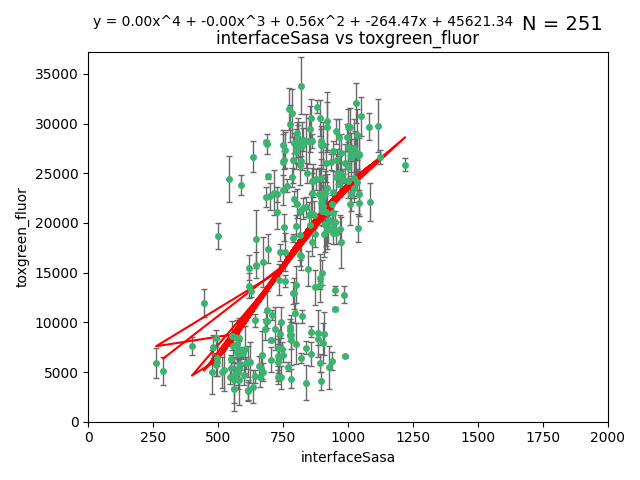 y = 0.00x^4 + -0.00x^3 + 0.56x^2 + -264.47x + 45621.34 N = 251
interfaceSasa vs toxgreen_fluor
35000
30000
25000
20000
15000
10000
5000
0
toxgreen_fluor
0 250 500 750 1000 1250 1500 1750 2000
interfaceSasa